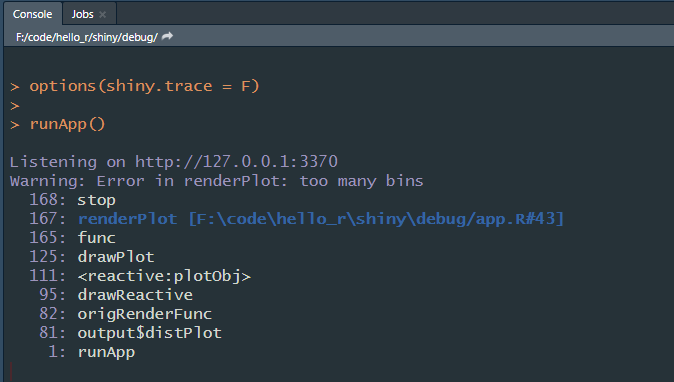 Console Jobs ×
F:/code/hello_r/shiny/debug/
> options(shiny.trace = F)
>
> runApp()
Listening on http://127.0.0.1:3370
Warning: Error in renderPlot: too many bins
168: stop
167: renderPlot [F:\code\hello_r\shiny\debug/app.R#43]
165: func
125: drawPlot
111: <reactive:plotObj>
95: drawReactive
82: origRenderFunc
81: output$distPlot
1: runApp